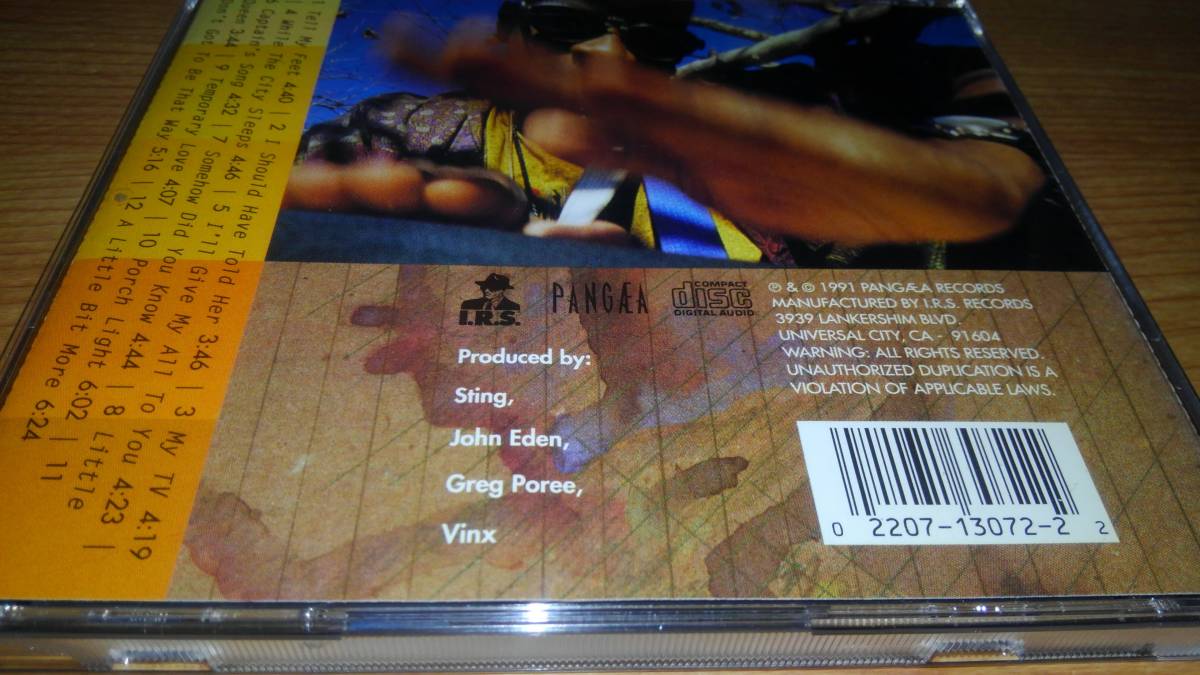 1 Tell My Feet 4:40 | 2 I Should Have Told Her 3:46 | 3 My TV 4:19
| 4 While The City Sleeps 4:46 | 5 I'll Give My All To You 4:23 |
6 Captain's Song 4:32 | 7 Somehow Did You Know 4:44 | 8 Little
Queen 3:44 | 9 Temporary Love 4:07 | 10 Porch Light 6:02 | 11
Don't Got To Be That Way 5:16 | 12 A Little Bit More 6:24
I.R.S.
PANGÆA
COMPACT
disc
DIGITAL AUDIO
℗ & © 1991 PANGÆA RECORDS
MANUFACTURED BY I.R.S. RECORDS
3939 LANKERSHIM BLVD.
UNIVERSAL CITY, CA - 91604
WARNING: ALL RIGHTS RESERVED.
UNAUTHORIZED DUPLICATION IS A
VIOLATION OF APPLICABLE LAWS.
Produced by:
Sting,
John Eden,
Greg Poree,
Vinx
0 2207-13072-2 2